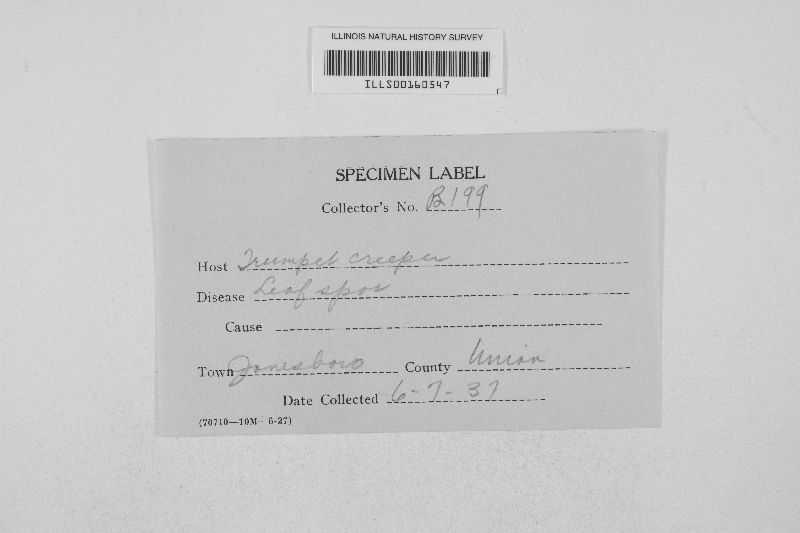 ILLINOIS NATURAL HISTORY SURVEY
ILLS00160547
SPECIMEN LABEL
Collector's No. B199
Host Trumpet creeper
Disease Leaf spot
Cause
Town Jonesboro County Union
Date Collected 6-7-37
(70710—10M—6-27)